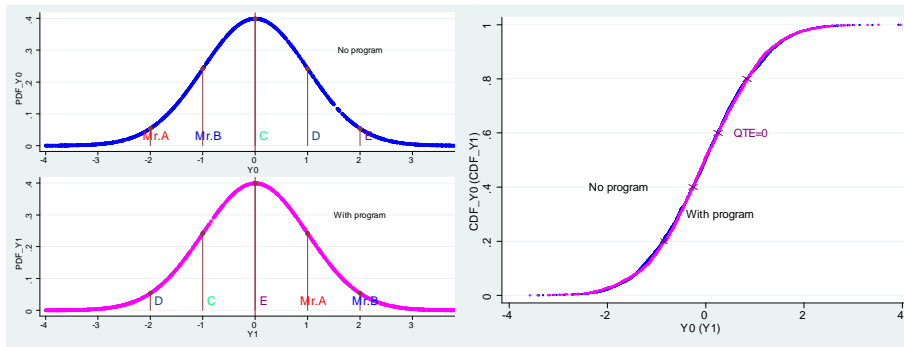 PDF_Y0
.4
.3
.2
.1
0
No program
Mr.A Mr.B C D E
-4 -3 -2 -1 0 1 2 3
Y0
PDF_Y1
.4
.3
.2
.1
0
With program
D C E Mr.A Mr.B
-4 -3 -2 -1 0 1 2 3
Y1
CDF_Y0 (CDF_Y1)
1
.8
.6
.4
.2
0
QTE=0
No program
With program
-4 -2 0 2 4
Y0 (Y1)